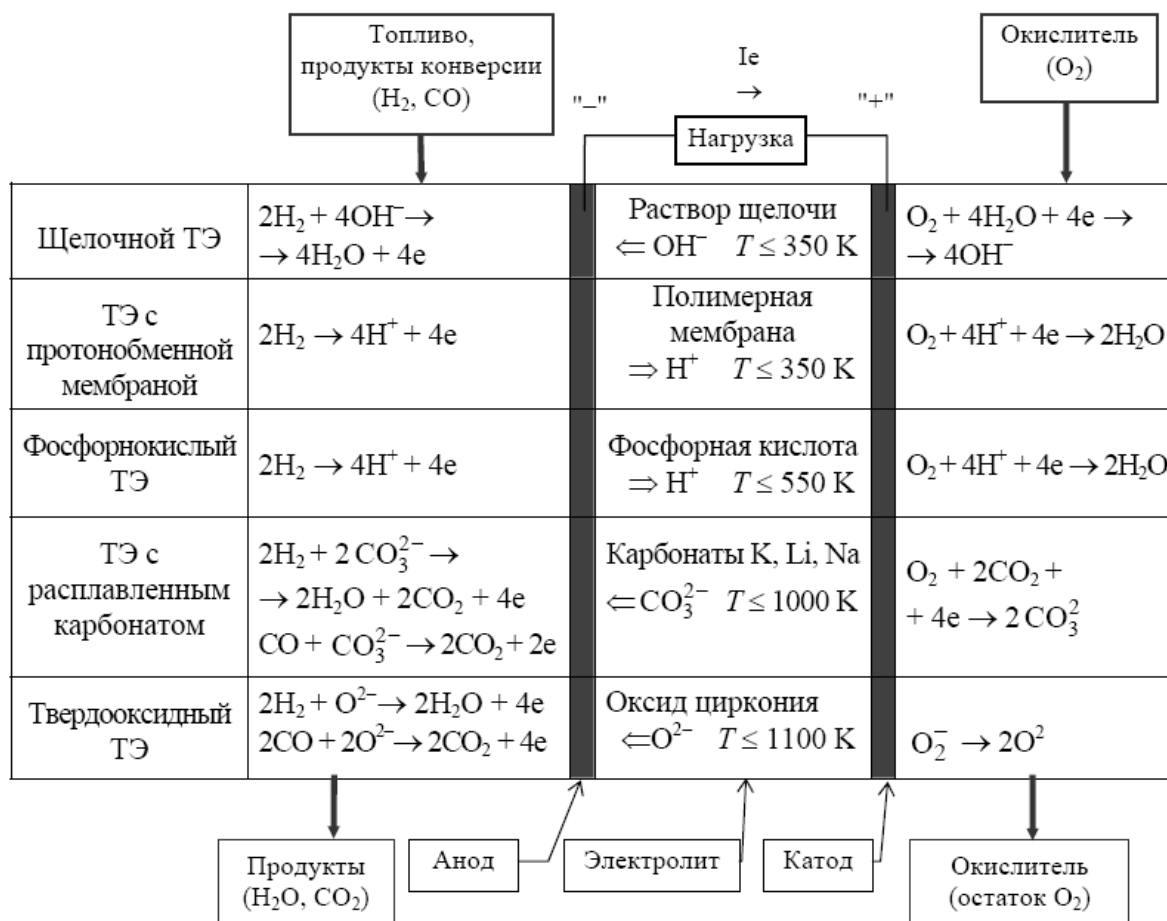 Топливо,
продукты конверсии
(H₂, CO)
Ie
→
Окислитель
(O₂)
"–"
"+"
Нагрузка
Щелочной ТЭ
2H₂ + 4OH⁻ →
→ 4H₂O + 4e
Раствор щелочи
⇐ OH⁻ T ≤ 350 K
O₂ + 4H₂O + 4e →
→ 4OH⁻
ТЭ с
протонобменной
мембраной
2H₂ → 4H⁺ + 4e
Полимерная
мембрана
⇒ H⁺ T ≤ 350 K
O₂ + 4H⁺ + 4e → 2H₂O
Фосфорнокислый
ТЭ
2H₂ → 4H⁺ + 4e
Фосфорная кислота
⇒ H⁺ T ≤ 550 K
O₂ + 4H⁺ + 4e → 2H₂O
ТЭ с
расплавленным
карбонатом
2H₂ + 2 CO₃²⁻ →
→ 2H₂O + 2CO₂ + 4e
CO + CO₃²⁻ → 2CO₂ + 2e
Карбонаты K, Li, Na
⇐ CO₃²⁻ T ≤ 1000 K
O₂ + 2CO₂ +
+ 4e → 2 CO₃²
Твердооксидный
ТЭ
2H₂ + O²⁻ → 2H₂O + 4e
2CO + 2O²⁻ → 2CO₂ + 4e
Оксид циркония
⇐ O²⁻ T ≤ 1100 K
O₂⁻ → 2O²
Продукты
(H₂O, CO₂)
Анод
Электролит
Катод
Окислитель
(остаток O₂)